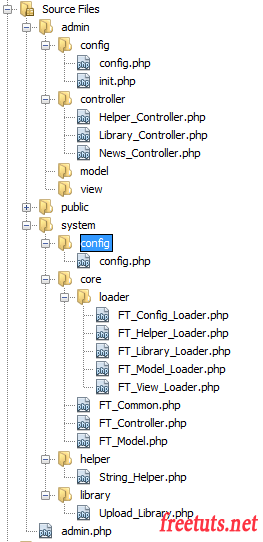 Source Files
admin
config
config.php
init.php
controller
Helper_Controller.php
Library_Controller.php
News_Controller.php
model
view
public
system
config
config.php
core
loader
FT_Config_Loader.php
FT_Helper_Loader.php
FT_Library_Loader.php
FT_Model_Loader.php
FT_View_Loader.php
FT_Common.php
FT_Controller.php
FT_Model.php
helper
String_Helper.php
library
Upload_Library.php
admin.php
freetuts.net